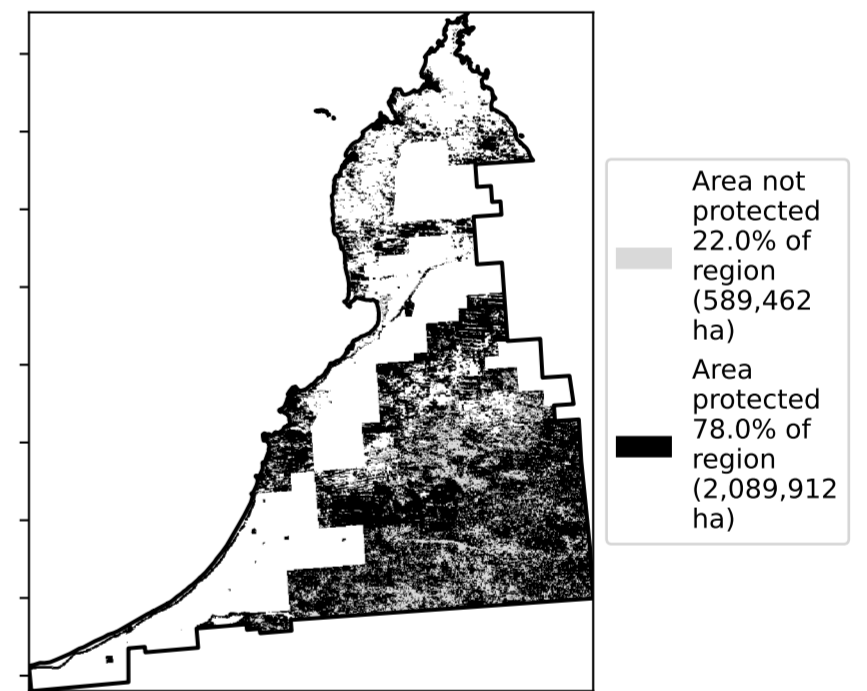 Area not
protected
22.0% of
region
(589,462
ha)
Area
protected
78.0% of
region
(2,089,912
ha)